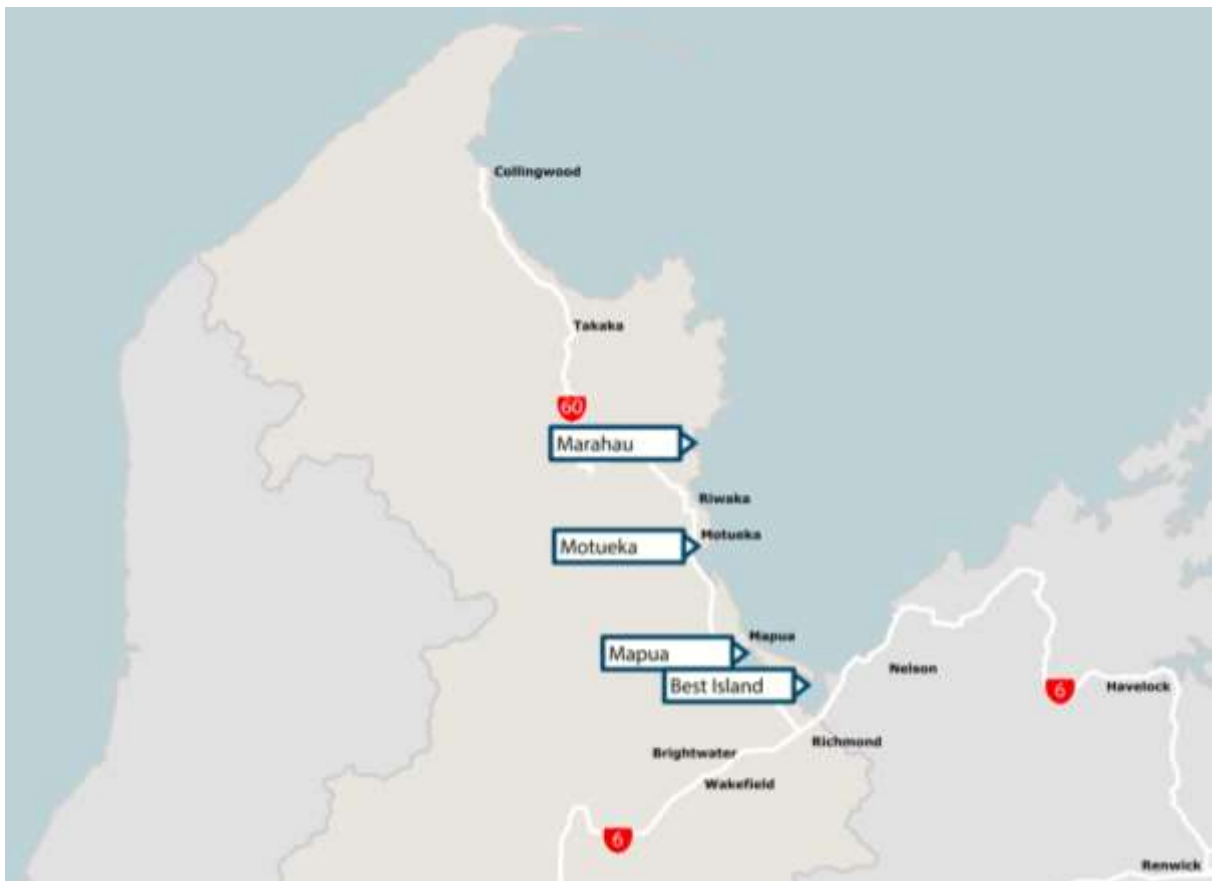 Collingwood
Takaka
60
Marahau
Riwaka
Motueka
Motueka
Mapua
Mapua
Best Island
Nelson
6
Havelock
Richmond
Brightwater
Wakefield
6
Renwick